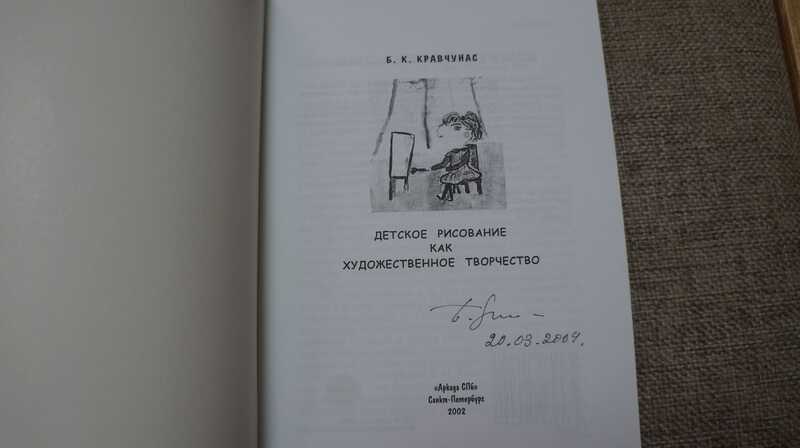 Б. К. КРАВЧУНАС
ДЕТСКОЕ РИСОВАНИЕ
КАК
ХУДОЖЕСТВЕННОЕ ТВОРЧЕСТВО
20.03.2004.
«Аркада СПб»
Санкт-Петербург
2002